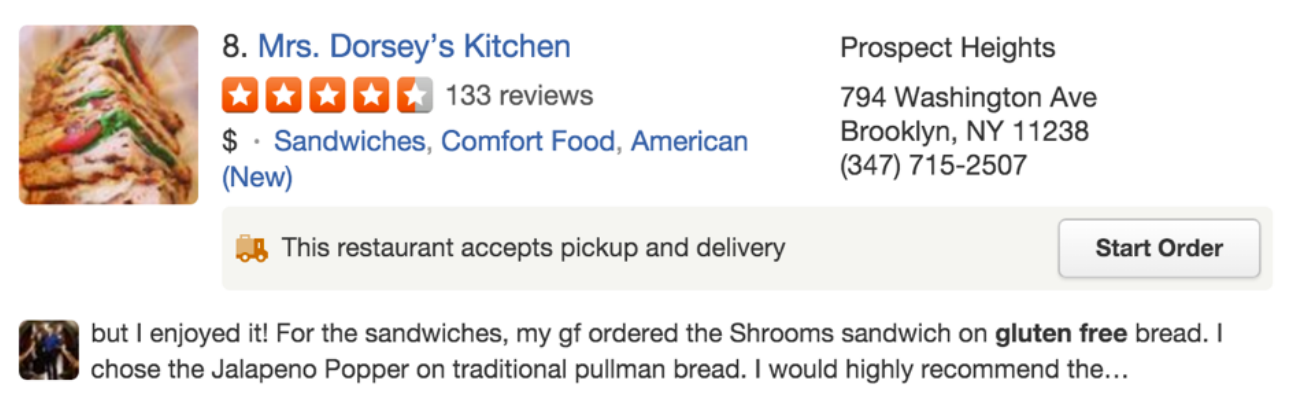 8. Mrs. Dorsey's Kitchen
133 reviews
$ · Sandwiches, Comfort Food, American
(New)
Prospect Heights
794 Washington Ave
Brooklyn, NY 11238
(347) 715-2507
This restaurant accepts pickup and delivery
Start Order
but I enjoyed it! For the sandwiches, my gf ordered the Shrooms sandwich on gluten free bread. I
chose the Jalapeno Popper on traditional pullman bread. I would highly recommend the…